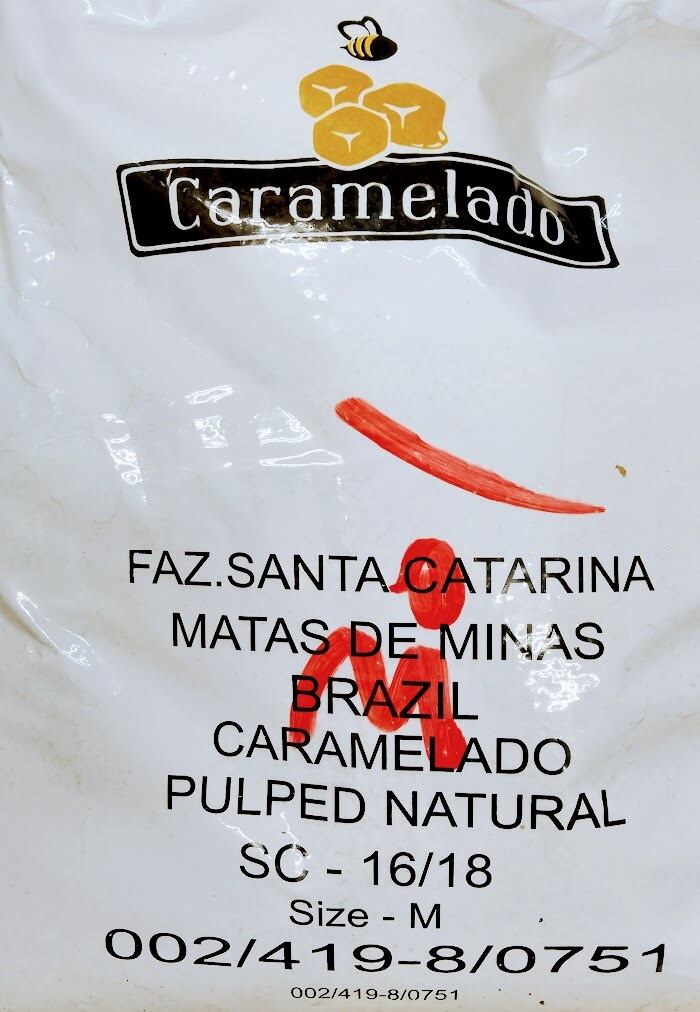 Caramelado
FAZ.SANTA CATARINA
MATAS DE MINAS
BRAZIL
CARAMELADO
PULPED NATURAL
SC - 16/18
Size - M
002/419-8/0751
002/419-8/0751